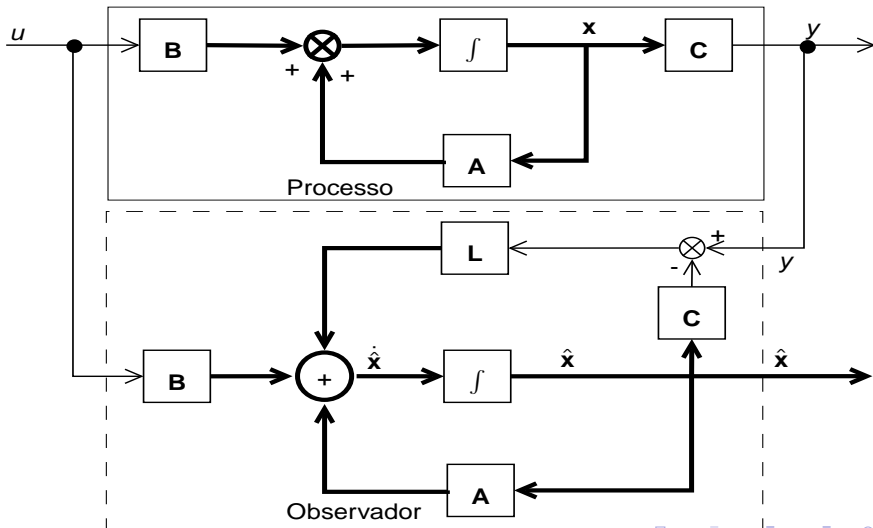 u
B
+
+
∫
x
C
y
A
Processo
L
+
-
y
C
B
+
ẋ̂
∫
x̂
x̂
A
Observador